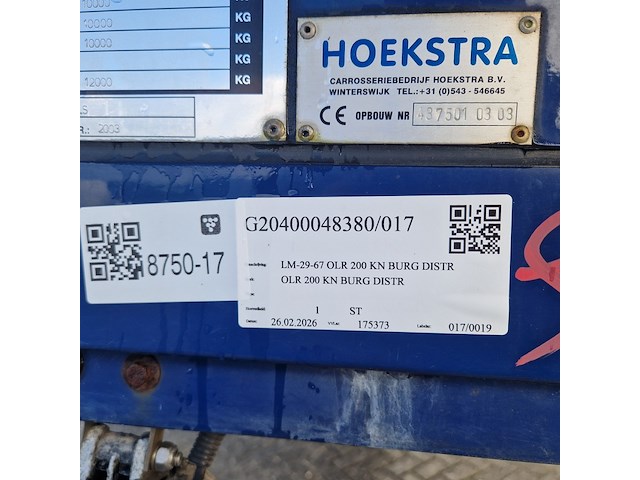 10000 KG
10000 KG
10000 KG
KG
12000 KG
R.: 2003
HOEKSTRA
CARROSSERIEBEDRIJF HOEKSTRA B.V.
WINTERSWIJK TEL.:+31 (0)543 - 546645
CE OPBOUW NR 437501 03 03
8750-17
G20400048380/017
LM-29-67 OLR 200 KN BURG DISTR
OLR 200 KN BURG DISTR
1 ST
26.02.2026 175373 017/0019